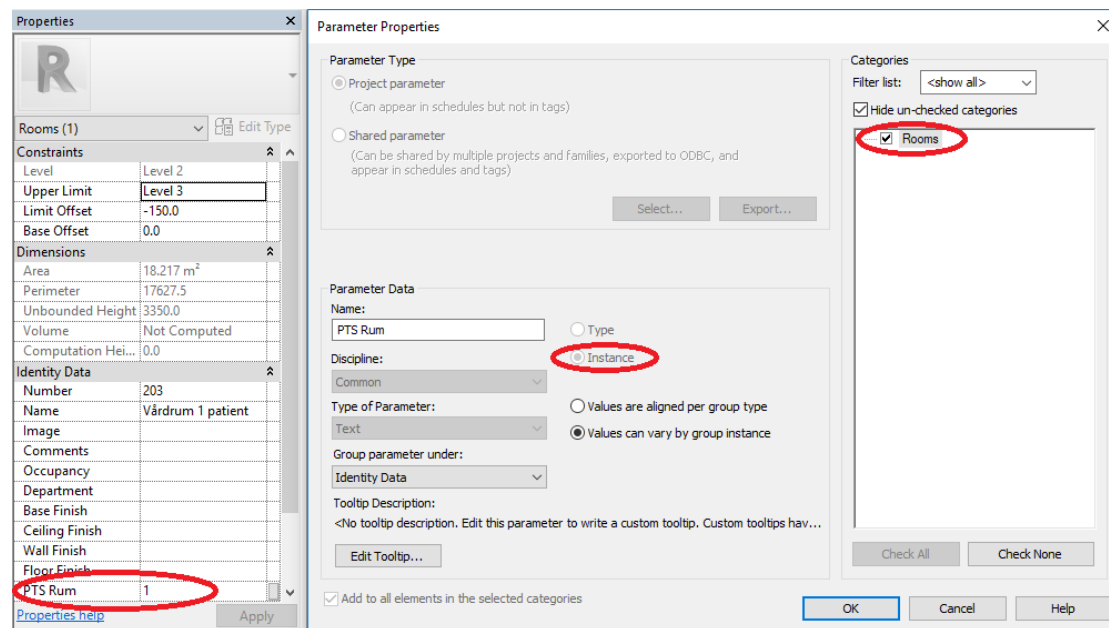 Properties
R
Rooms (1)
Edit Type
Constraints
Level Level 2
Upper Limit Level 3
Limit Offset -150.0
Base Offset 0.0
Dimensions
Area 18.217 m²
Perimeter 17627.5
Unbounded Height 3350.0
Volume Not Computed
Computation Hei... 0.0
Identity Data
Number 203
Name Vårdrum 1 patient
Image
Comments
Occupancy
Department
Base Finish
Ceiling Finish
Wall Finish
Floor Finish
PTS Rum 1
Properties help
Apply
Parameter Properties
Parameter Type
Project parameter
(Can appear in schedules but not in tags)
Shared parameter
(Can be shared by multiple projects and families, exported to ODBC, and
appear in schedules and tags)
Select...
Export...
Parameter Data
Name:
PTS Rum
Type
Discipline:
Instance
Common
Type of Parameter:
Values are aligned per group type
Text
Values can vary by group instance
Group parameter under:
Identity Data
Tooltip Description:
<No tooltip description. Edit this parameter to write a custom tooltip. Custom tooltips hav...
Edit Tooltip...
Add to all elements in the selected categories
Categories
Filter list: <show all>
Hide un-checked categories
Rooms
Check All
Check None
OK
Cancel
Help